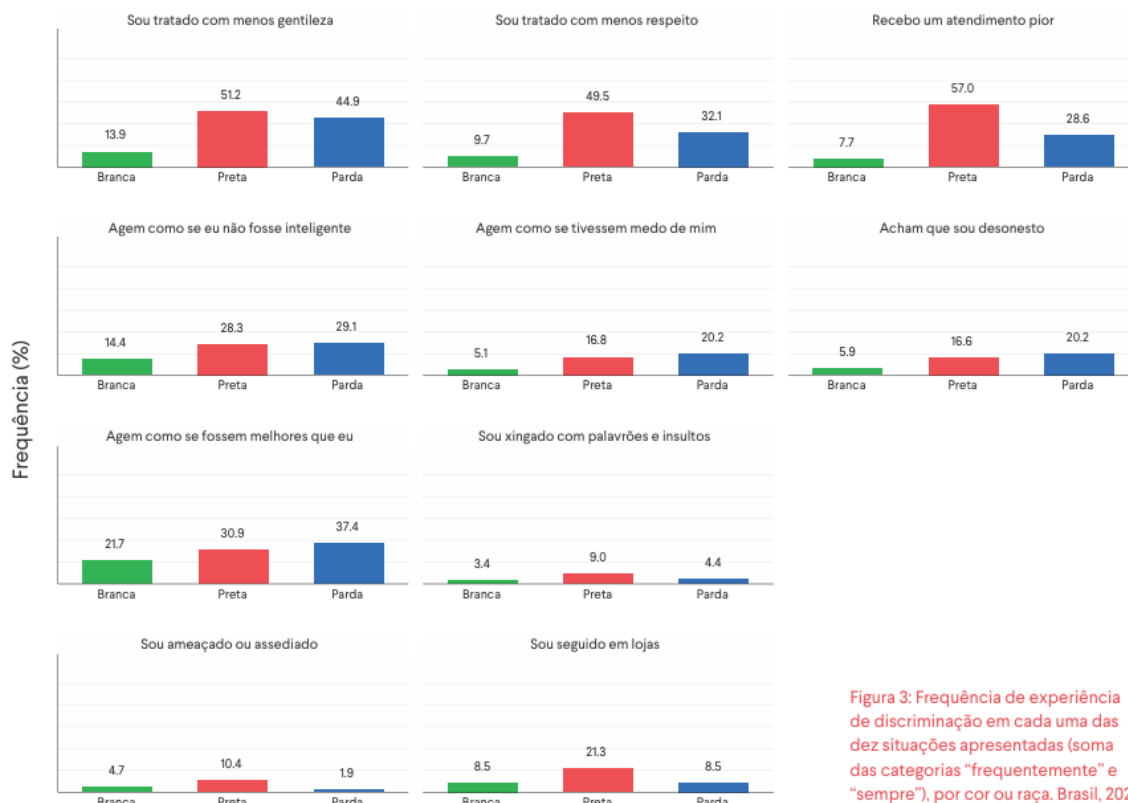 Sou tratado com menos gentileza
Sou tratado com menos respeito
Recebo um atendimento pior
13.9
51.2
44.9
Branca
Preta
Parda
9.7
49.5
32.1
Branca
Preta
Parda
7.7
57.0
28.6
Branca
Preta
Parda
Frequência (%)
Agem como se eu não fosse inteligente
Agem como se tivessem medo de mim
Acham que sou desonesto
14.4
28.3
29.1
Branca
Preta
Parda
5.1
16.8
20.2
Branca
Preta
Parda
5.9
16.6
20.2
Branca
Preta
Parda
Agem como se fossem melhores que eu
Sou xingado com palavrões e insultos
21.7
30.9
37.4
Branca
Preta
Parda
3.4
9.0
4.4
Branca
Preta
Parda
Sou ameaçado ou assediado
Sou seguido em lojas
4.7
10.4
1.9
Branca
Preta
Parda
8.5
21.3
8.5
Branca
Preta
Parda
Figura 3: Frequência de experiência
de discriminação em cada uma das
dez situações apresentadas (soma
das categorias “frequentemente” e
“sempre”), por cor ou raça. Brasil,